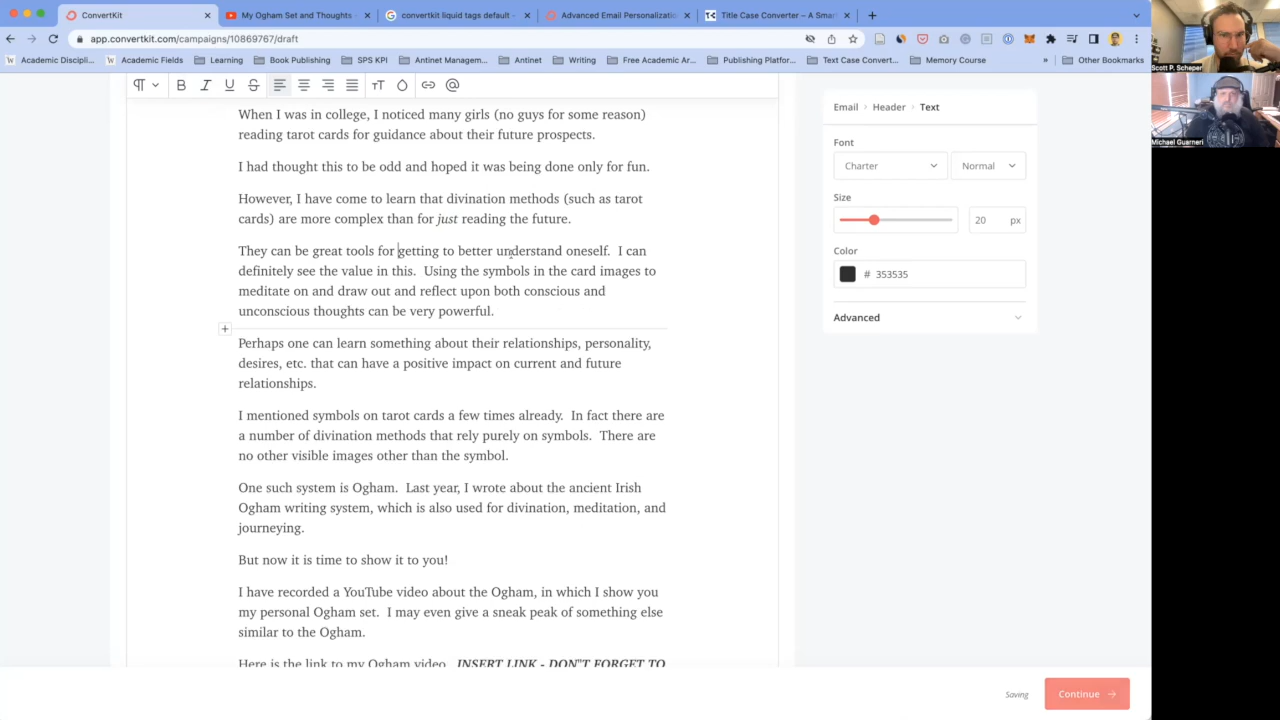 ConvertKit
My Ogham Set and Thoughts -
convertkit liquid tags default -
Advanced Email Personalizatio
Title Case Converter – A Smar
app.convertkit.com/campaigns/10869767/draft
Academic Discipli...
Academic Fields
Learning
Book Publishing
SPS KPI
Antinet Managem...
Antinet
Writing
Free Academic Ar...
Publishing Platfor...
Text Case Convert...
Memory Course
»
Other Bookmarks
Scott P. Scheper
Michael Guarneri
When I was in college, I noticed many girls (no guys for some reason)
reading tarot cards for guidance about their future prospects.
I had thought this to be odd and hoped it was being done only for fun.
However, I have come to learn that divination methods (such as tarot
cards) are more complex than for just reading the future.
They can be great tools for getting to better understand oneself. I can
definitely see the value in this. Using the symbols in the card images to
meditate on and draw out and reflect upon both conscious and
unconscious thoughts can be very powerful.
Perhaps one can learn something about their relationships, personality,
desires, etc. that can have a positive impact on current and future
relationships.
I mentioned symbols on tarot cards a few times already. In fact there are
a number of divination methods that rely purely on symbols. There are
no other visible images other than the symbol.
One such system is Ogham. Last year, I wrote about the ancient Irish
Ogham writing system, which is also used for divination, meditation, and
journeying.
But now it is time to show it to you!
I have recorded a YouTube video about the Ogham, in which I show you
my personal Ogham set. I may even give a sneak peak of something else
similar to the Ogham.
Here is the link to my Ogham video. INSERT LINK - DON'T FORGET TO
Email > Header > Text
Font
Charter
Normal
Size
20 px
Color
# 353535
Advanced
Saving
Continue →